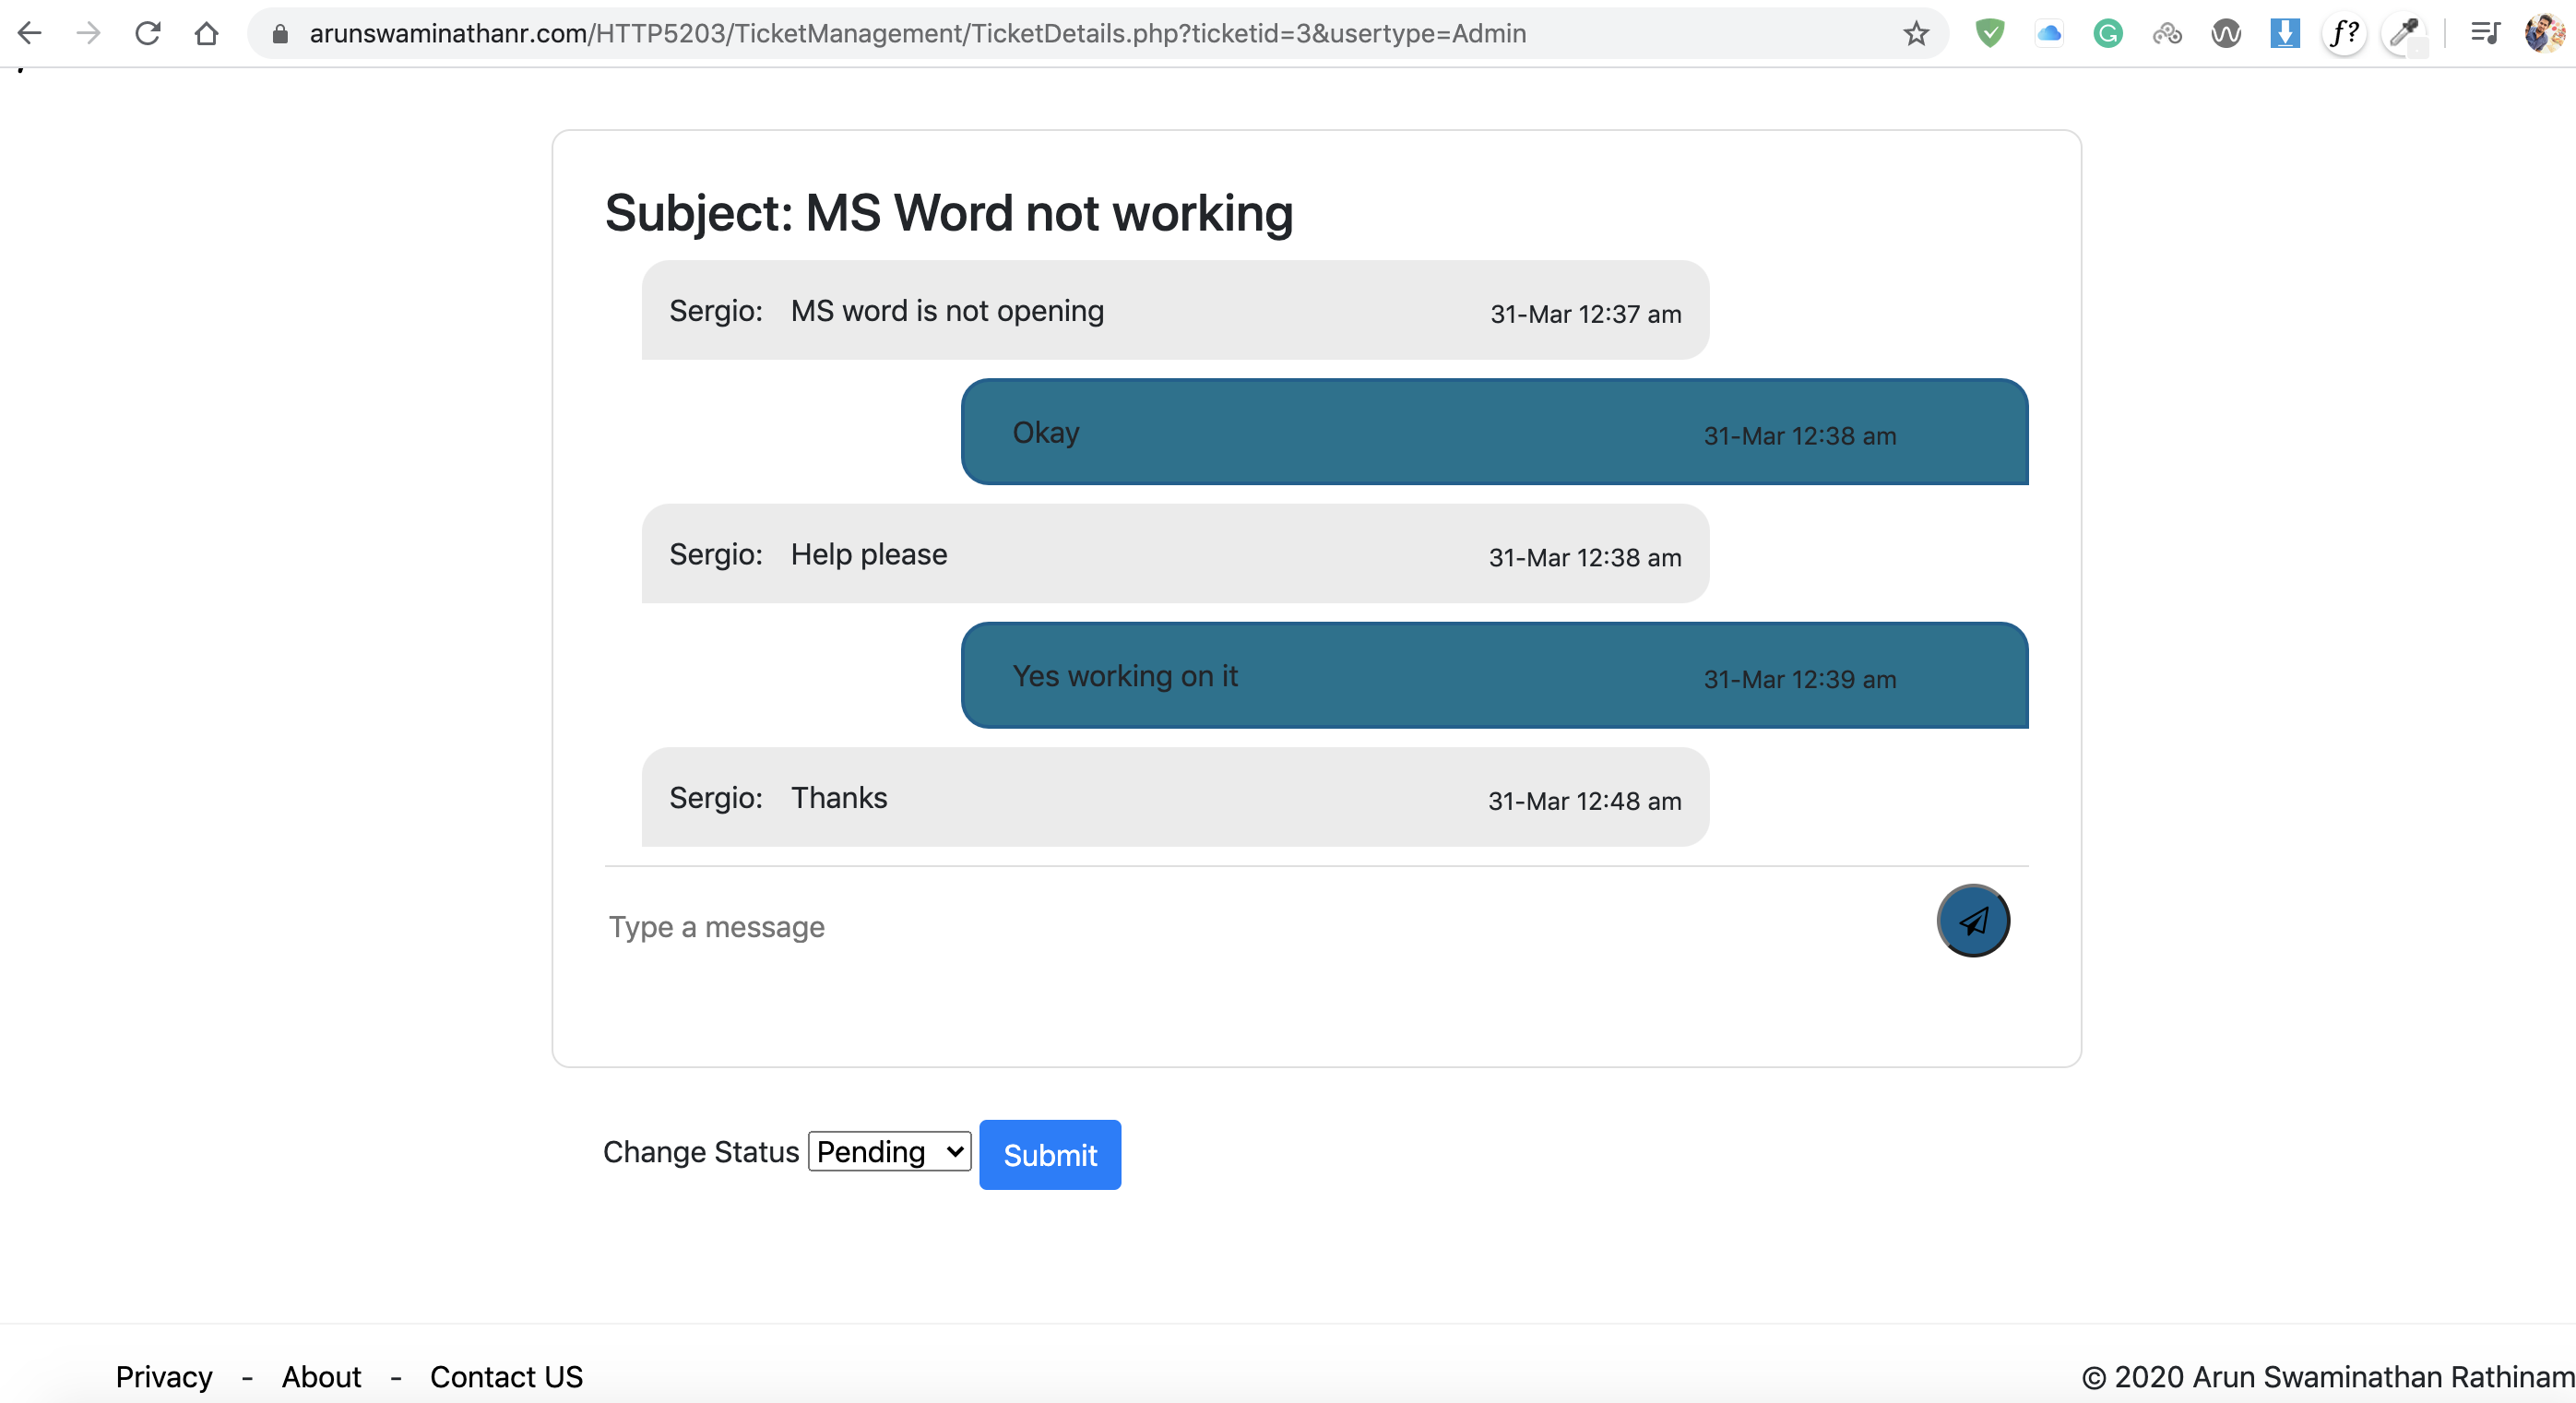 arunswaminathanr.com/HTTP5203/TicketManagement/TicketDetails.php?ticketid=3&usertype=Admin
f?
Subject: MS Word not working
Sergio: MS word is not opening 31-Mar 12:37 am
Okay 31-Mar 12:38 am
Sergio: Help please 31-Mar 12:38 am
Yes working on it 31-Mar 12:39 am
Sergio: Thanks 31-Mar 12:48 am
Type a message
Change Status Pending Submit
Privacy - About - Contact US © 2020 Arun Swaminathan Rathinam